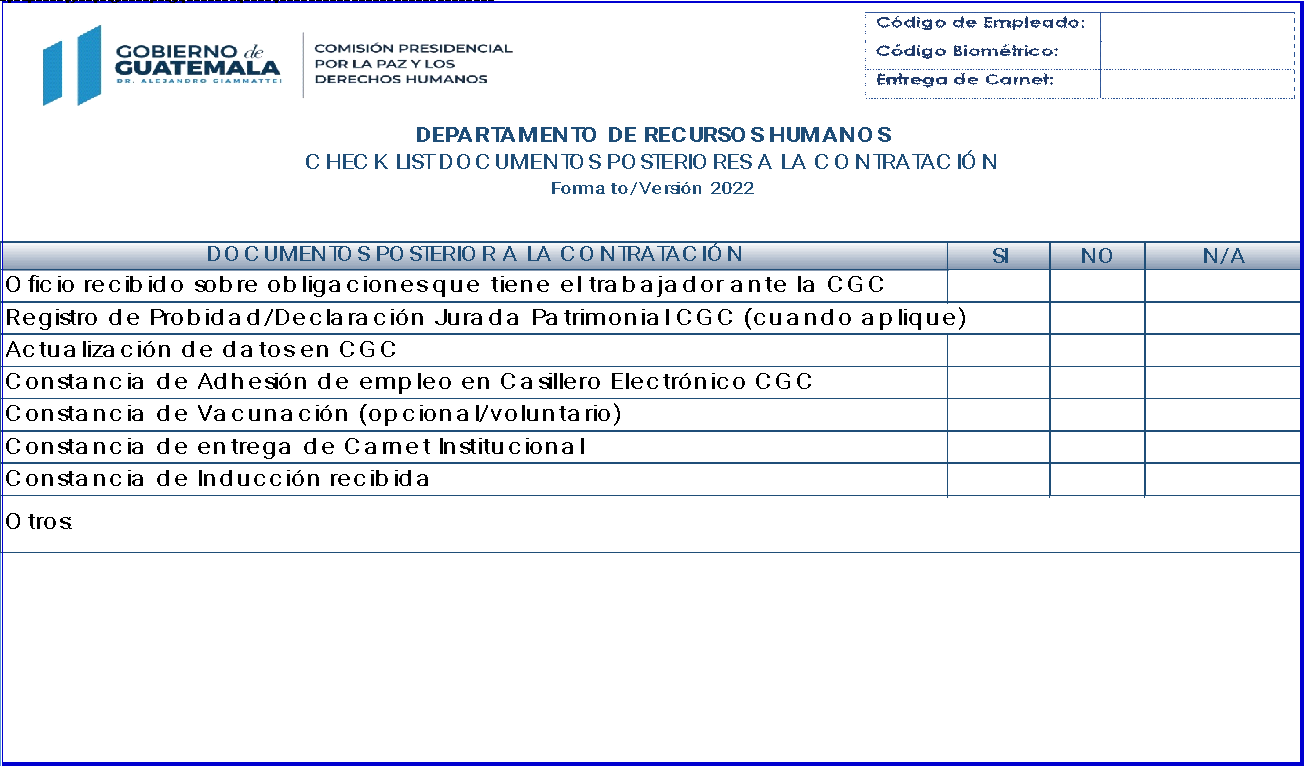 GOBIERNO de
GUATEMALA
DR. ALEJANDRO GIAMMATTEI
COMISIÓN PRESIDENCIAL
POR LA PAZ Y LOS
DERECHOS HUMANOS
Código de Empleado:
Código Biométrico:
Entrega de Carnet:
DEPARTAMENTO DE RECURSOS HUMANOS
CHECK LIST DOCUMENTOS POSTERIORES A LA CONTRATACIÓN
Formato/Versión 2022
DOCUMENTOS POSTERIOR A LA CONTRATACIÓN SI NO N/A
Oficio recibido sobre obligaciones que tiene el trabajador ante la CGC
Registro de Probidad/Declaración Jurada Patrimonial CGC (cuando aplique)
Actualización de datos en CGC
Constancia de Adhesión de empleo en Casillero Electrónico CGC
Constancia de Vacunación (opcional/voluntario)
Constancia de entrega de Carnet Institucional
Constancia de Inducción recibida
Otros: